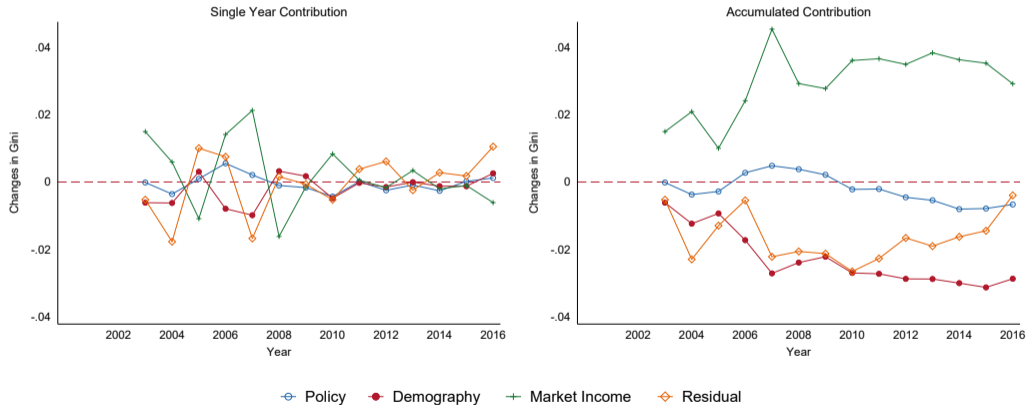 Single Year Contribution
Changes in Gini
.04
.02
0
-.02
-.04
2002 2004 2006 2008 2010 2012 2014 2016
Year
Accumulated Contribution
Changes in Gini
.04
.02
0
-.02
-.04
2002 2004 2006 2008 2010 2012 2014 2016
Year
Policy Demography Market Income Residual